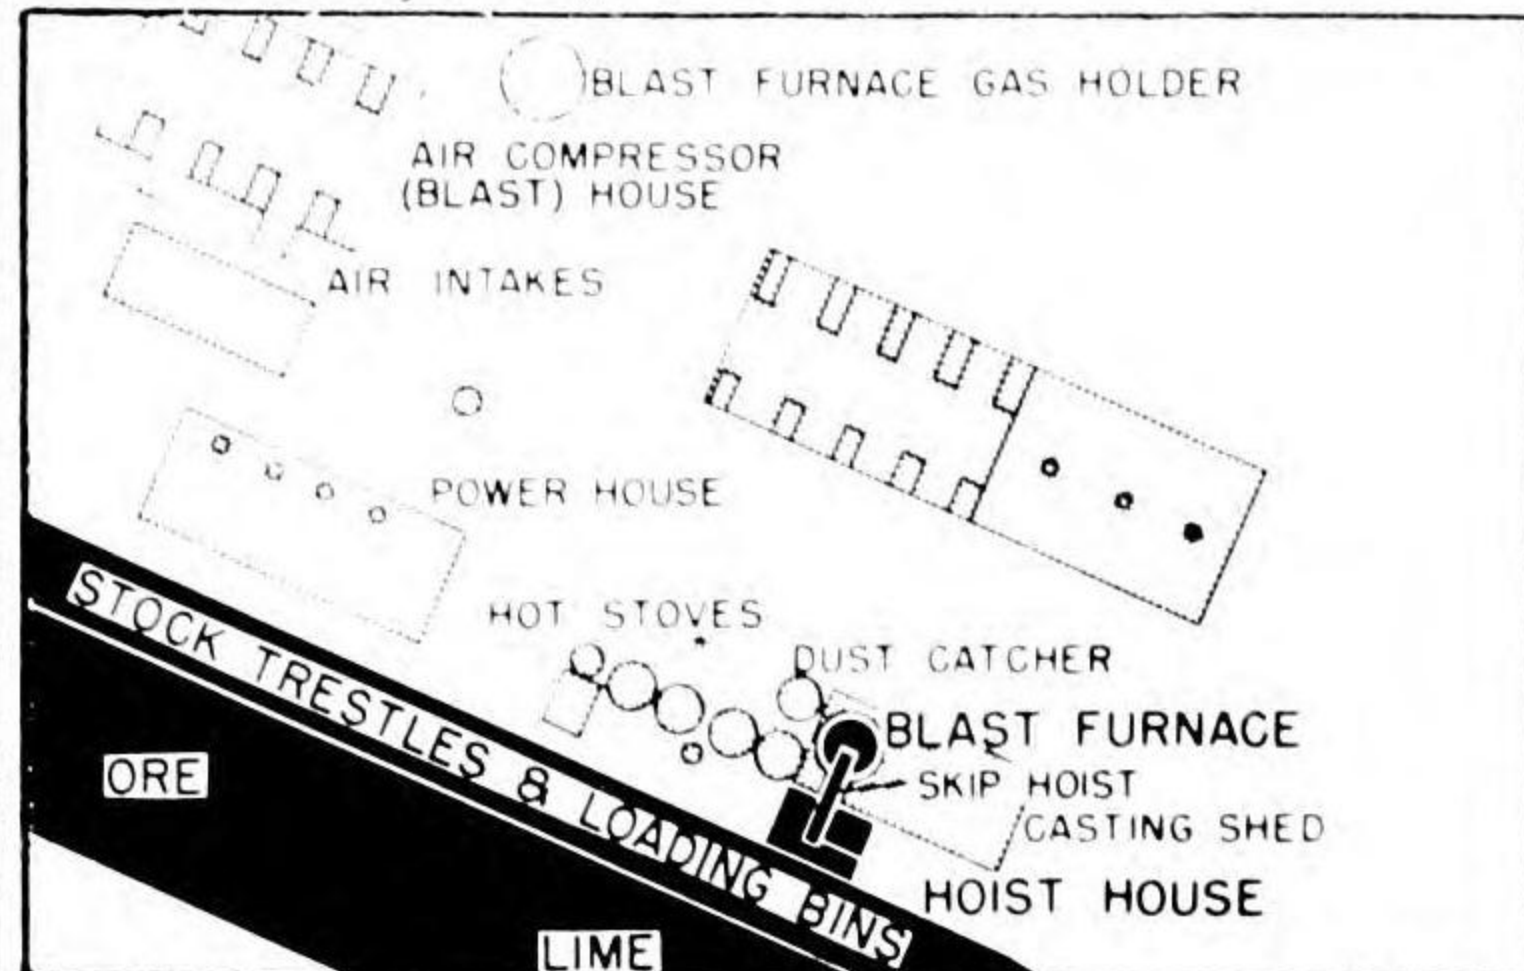 BLAST FURNACE GAS HOLDER
AIR COMPRESSOR
(BLAST) HOUSE
AIR INTAKES
POWER HOUSE
HOT STOVES
DUST CATCHER
BLAST FURNACE
SKIP HOIST
CASTING SHED
HOIST HOUSE
STOCK TRESTLES & LOADING BINS
ORE
LIME